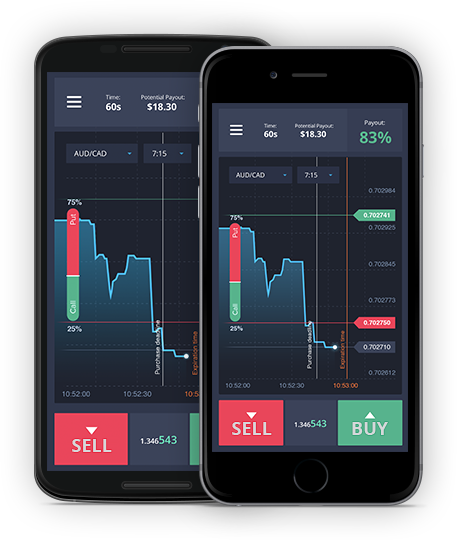 Time:
60s
Potential Payout:
$18.30
AUD/CAD
7:15
75%
Put
Call
25%
Purchase deadline
Expiration time
10:52:00
10:52:30
SELL
1.346543
Time:
60s
Potential Payout:
$18.30
Payout:
83%
AUD/CAD
7:15
0.702984
0.702741
75%
0.702925
Put
0.702845
Call
0.702773
25%
0.702750
Purchase deadline
Expiration time
0.702710
0.702612
10:52:00
10:52:30
10:53:00
SELL
1.346543
BUY